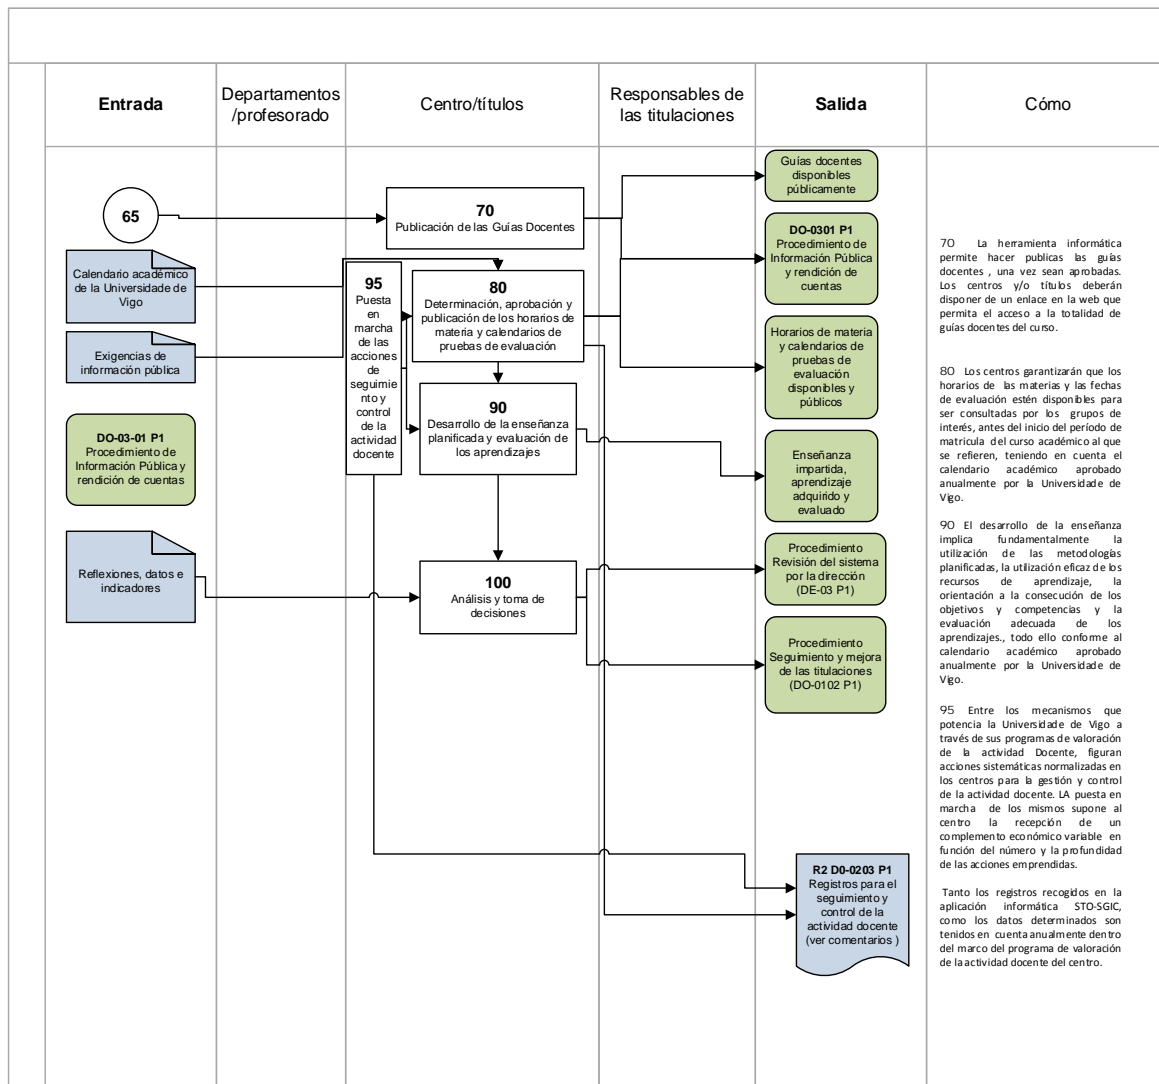 Entrada
Departamentos
/profesorado
Centro/títulos
Responsables de
las titulaciones
Salida
Cómo
65
Calendario académico
de la Universidade de
Vigo
Exigencias de
información pública
DO-03-01 P1
Procedimiento de
Información Pública y
rendición de cuentas
Reflexiones, datos e
indicadores
95
Puesta
en
marcha
de las
acciones
de
seguimie
nto y
control
de la
actividad
docente
70
Publicación de las Guías Docentes
80
Determinación, aprobación y
publicación de los horarios de
materia y calendarios de
pruebas de evaluación
90
Desarrollo de la enseñanza
planificada y evaluación de
los aprendizajes
100
Análisis y toma de
decisiones
Guías docentes
disponibles
públicamente
DO-0301 P1
Procedimiento de
Información Pública
y rendición de
cuentas
Horarios de materia
y calendarios de
pruebas de
evaluación
disponibles y
públicos
Enseñanza
impartida,
aprendizaje
adquirido y
evaluado
Procedimiento
Revisión del sistema
por la dirección
(DE-03 P1)
Procedimiento
Seguimiento y mejora
de las titulaciones
(DO-0102 P1)
R2 D0-0203 P1
Registros para el
seguimiento y
control de la
actividad docente
(ver comentarios )
70 La herramienta informática
permite hacer publicas las guías
docentes , una vez sean aprobadas.
Los centros y/o títulos deberán
disponer de un enlace en la web que
permita el acceso a la totalidad de
guías docentes del curso.
80 Los centros garantizarán que los
horarios de las materias y las fechas
de evaluación estén disponibles para
ser consultadas por los grupos de
interés, antes del inicio del período de
matricula del curso académico al que
se refieren, teniendo en cuenta el
calendario académico aprobado
anualmente por la Universidade de
Vigo.
90 El desarrollo de la enseñanza
implica fundamentalmente la
utilización de las metodologías
planificadas, la utilización eficaz de los
recursos de aprendizaje, la
orientación a la consecución de los
objetivos y competencias y la
evaluación adecuada de los
aprendizajes., todo ello conforme al
calendario académico aprobado
anualmente por la Universidade de
Vigo.
95 Entre los mecanismos que
potencia la Universidade de Vigo a
través de sus programas de valoración
de la actividad Docente, figuran
acciones sistemáticas normalizadas en
los centros para la gestión y control
de la actividad docente. LA puesta en
marcha de los mismos supone al
centro la recepción de un
complemento económico variable en
función del número y la profundidad
de las acciones emprendidas.
Tanto los registros recogidos en la
aplicación informática STO-SGIC,
como los datos determinados son
tenidos en cuenta anualmente dentro
del marco del programa de valoración
de la actividad docente del centro.